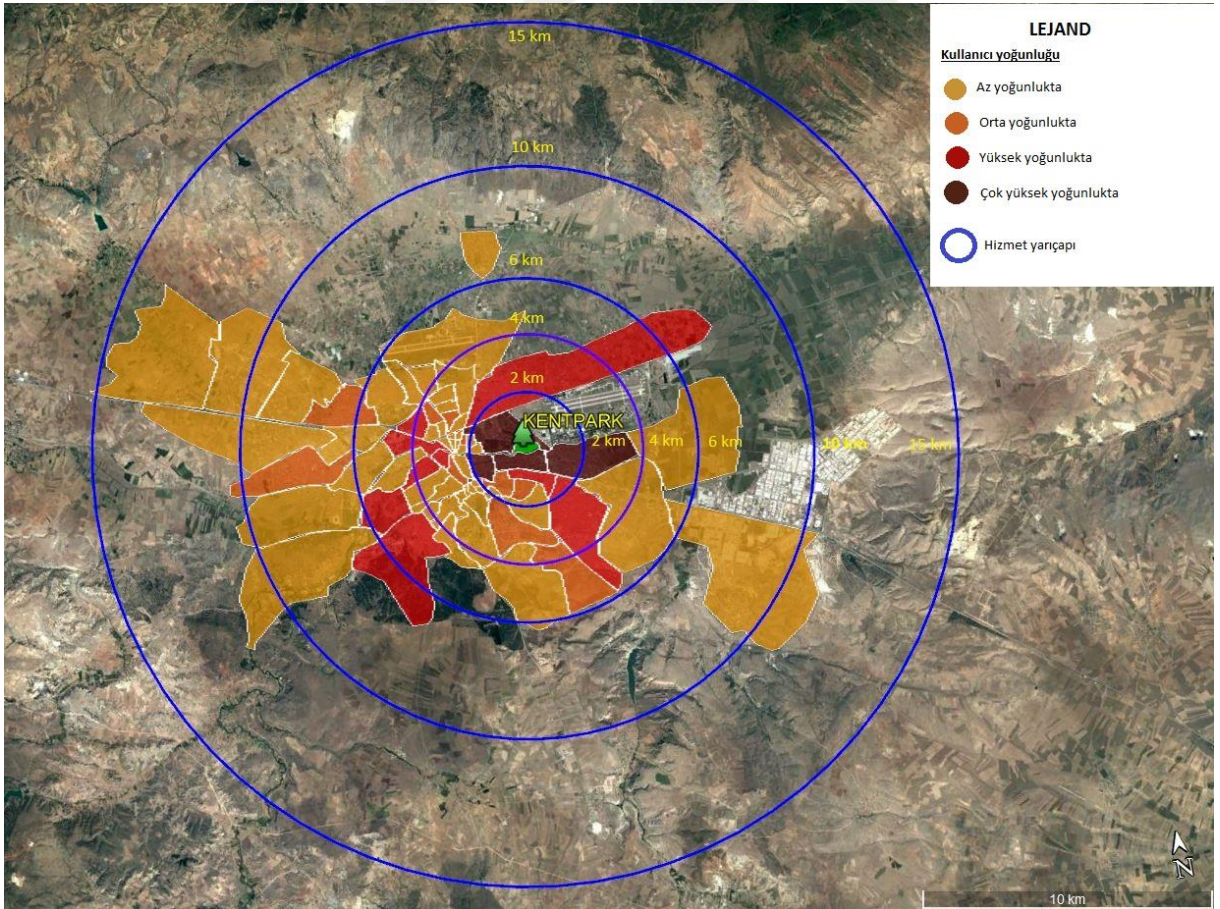 15 km
10 km
6 km
4 km
2 km
KENTPARK
2 km
4 km
6 km
10 km
15 km
LEJAND
Kullanıcı yoğunluğu
Az yoğunlukta
Orta yoğunlukta
Yüksek yoğunlukta
Çok yüksek yoğunlukta
Hizmet yarıçapı
N
10 km